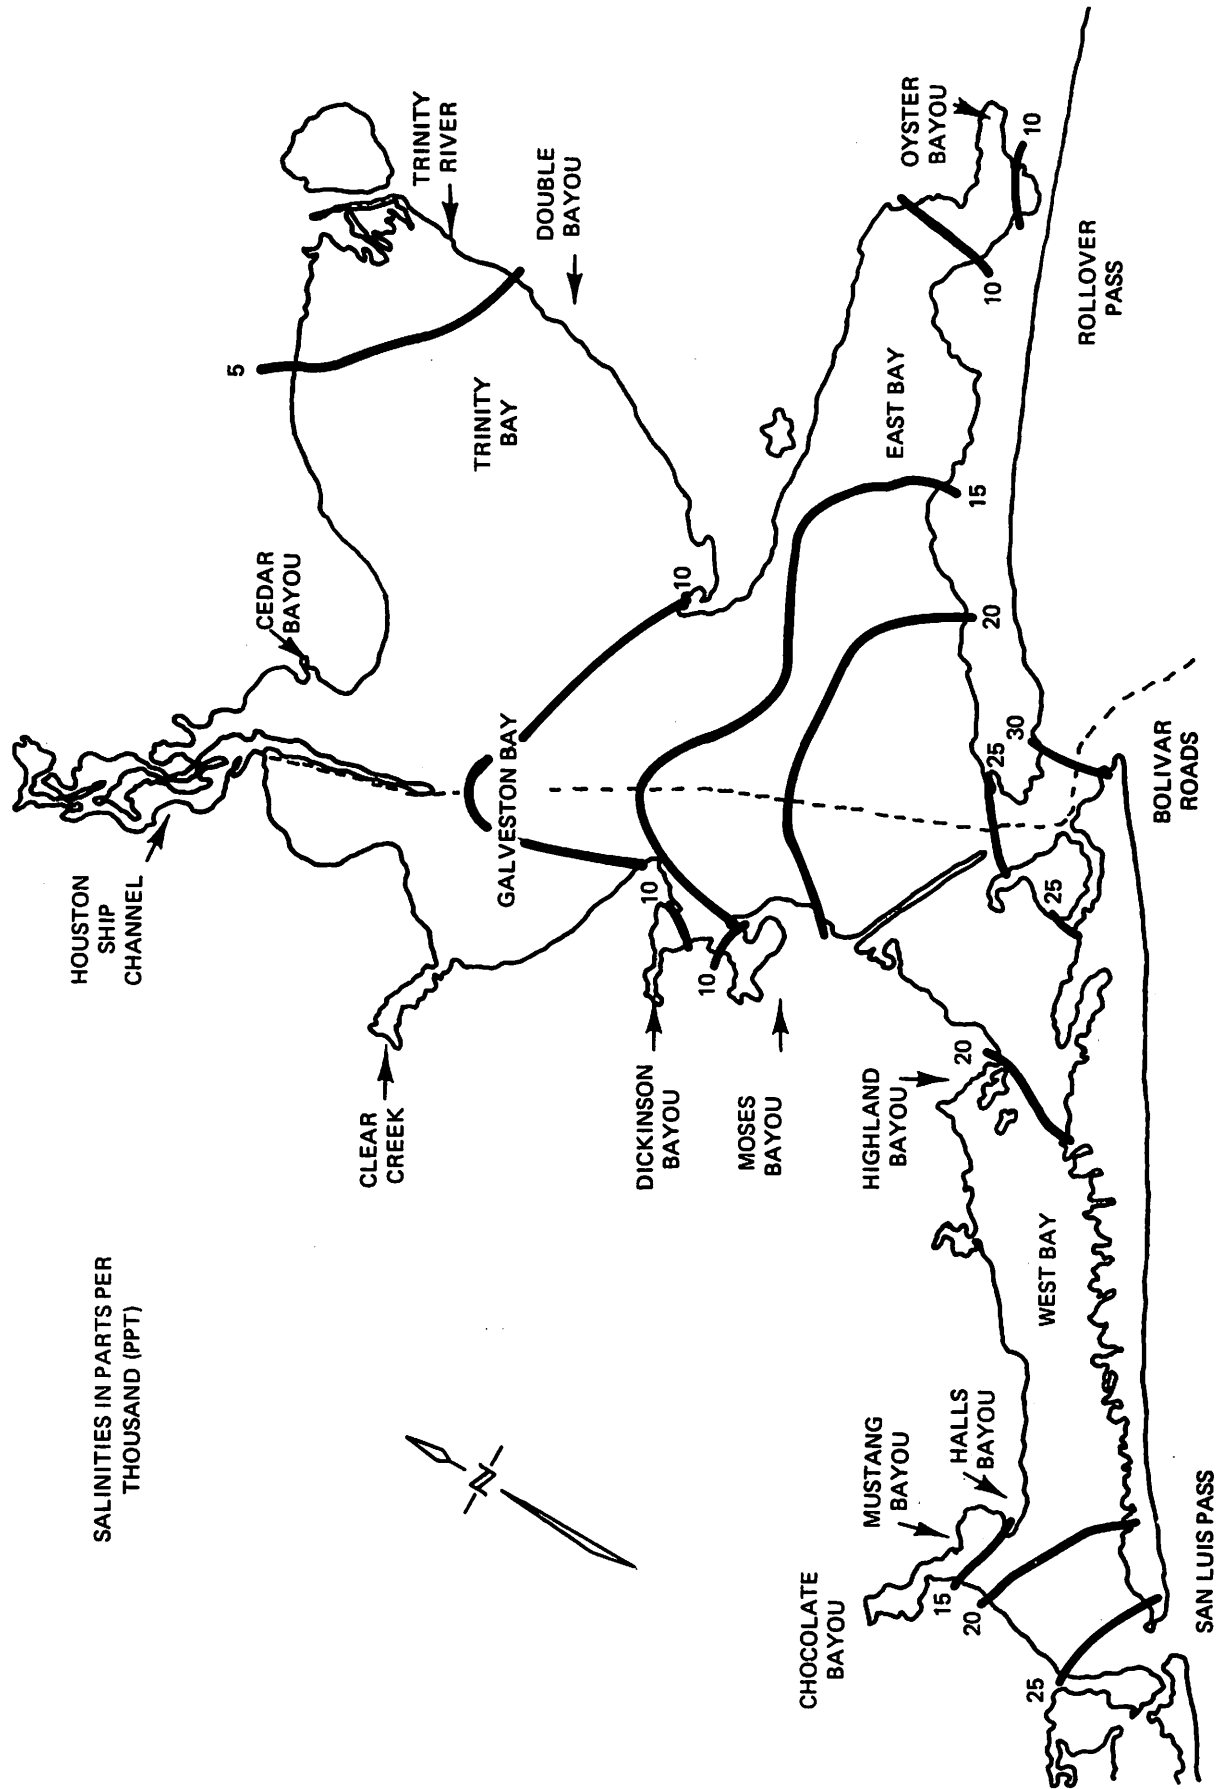 SALINITIES IN PARTS PER
THOUSAND (PPT)
HOUSTON
SHIP
CHANNEL
CEDAR
BAYOU
5
TRINITY
RIVER
CLEAR
CREEK
GALVESTON BAY
TRINITY
BAY
DOUBLE
BAYOU
DICKINSON
BAYOU
10
10
10
MOSES
BAYOU
CHOCOLATE
BAYOU
MUSTANG
BAYOU
HALLS
BAYOU
HIGHLAND
BAYOU
20
EAST BAY
OYSTER
BAYOU
15
20
25
WEST BAY
25
25
30
20
15
10
10
SAN LUIS PASS
BOLIVAR
ROADS
ROLLOVER
PASS
N